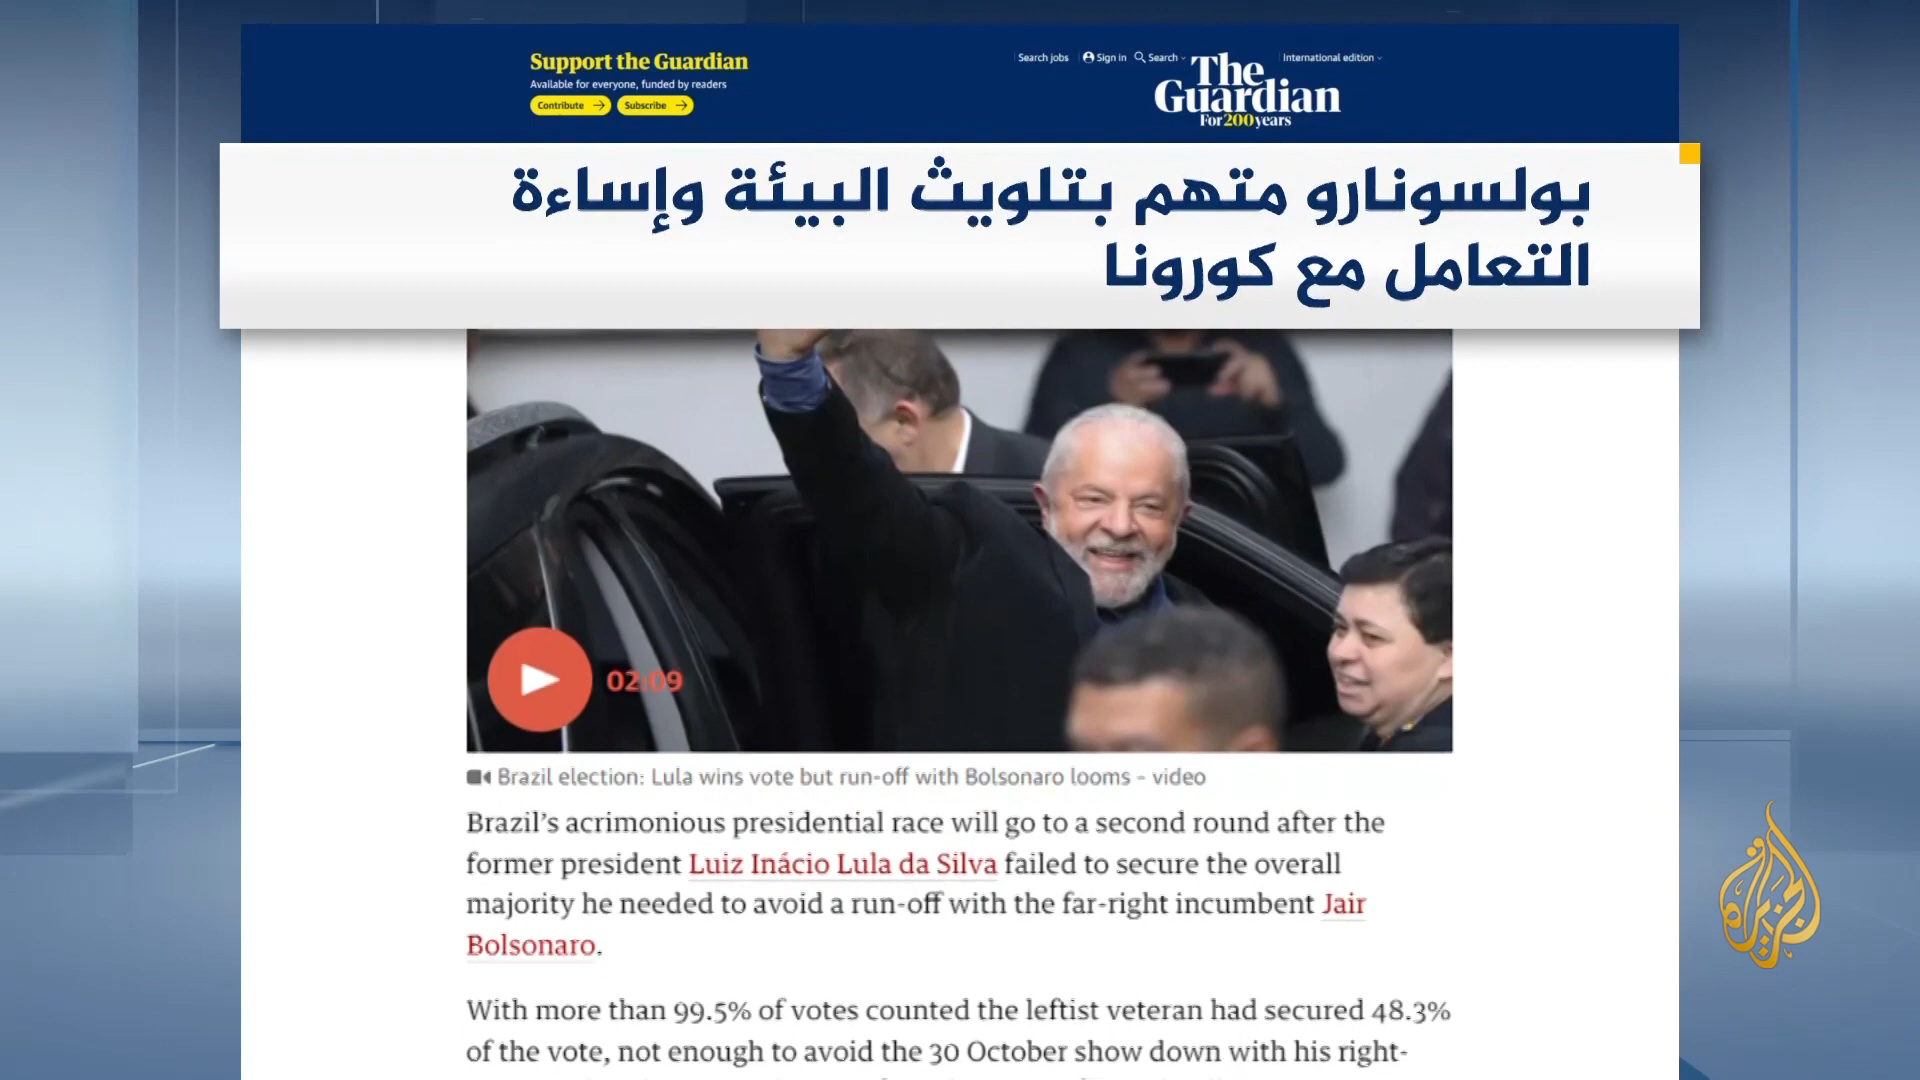 Support the Guardian
Available for everyone, funded by readers
Contribute
Subscribe
Search jobs
Sign in
Search
International edition
The
Guardian
For 200 years
بولسونارو متهم بتلويث البيئة وإساءة
التعامل مع كورونا
02:09
Brazil election: Lula wins vote but run-off with Bolsonaro looms - video
Brazil’s acrimonious presidential race will go to a second round after the
former president Luiz Inácio Lula da Silva failed to secure the overall
majority he needed to avoid a run-off with the far-right incumbent Jair
Bolsonaro.
With more than 99.5% of votes counted the leftist veteran had secured 48.3%
of the vote, not enough to avoid the 30 October show down with his right-
الجزيرة